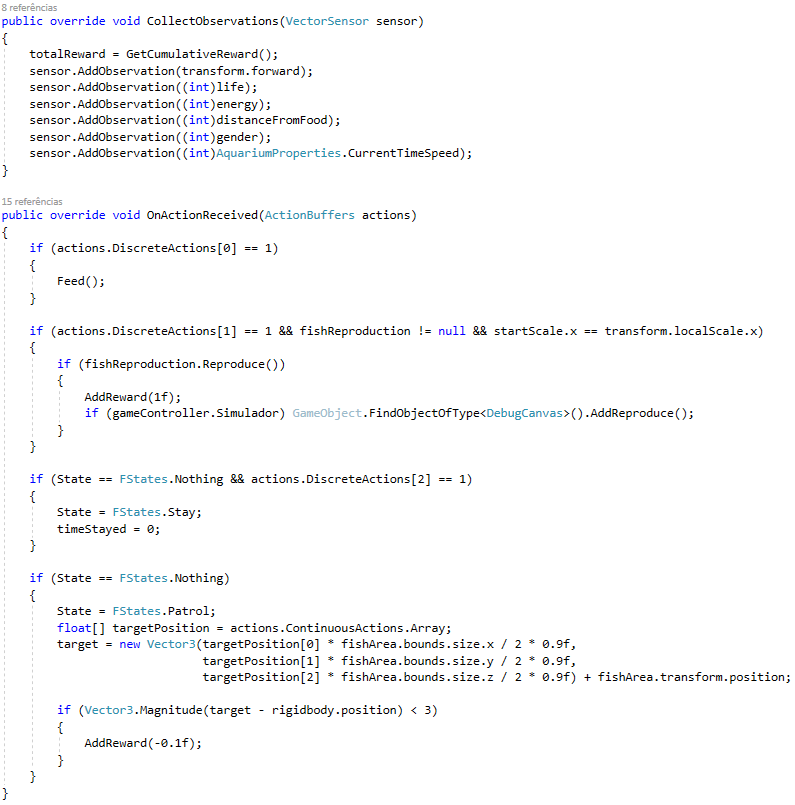 8 referências
public override void CollectObservations(VectorSensor sensor)
{
    totalReward = GetCumulativeReward();
    sensor.AddObservation(transform.forward);
    sensor.AddObservation((int)life);
    sensor.AddObservation((int)energy);
    sensor.AddObservation((int)distanceFromFood);
    sensor.AddObservation((int)gender);
    sensor.AddObservation((int)AquariumProperties.CurrentTimeSpeed);
}
15 referências
public override void OnActionReceived(ActionBuffers actions)
{
    if (actions.DiscreteActions[0] == 1)
    {
        Feed();
    }
    if (actions.DiscreteActions[1] == 1 && fishReproduction != null && startScale.x == transform.localScale.x)
    {
        if (fishReproduction.Reproduce())
        {
            AddReward(1f);
            if (gameController.Simulador) GameObject.FindObjectOfType<DebugCanvas>().AddReproduce();
        }
    }
    if (State == FStates.Nothing && actions.DiscreteActions[2] == 1)
    {
        State = FStates.Stay;
        timeStayed = 0;
    }
    if (State == FStates.Nothing)
    {
        State = FStates.Patrol;
        float[] targetPosition = actions.ContinuousActions.Array;
        target = new Vector3(targetPosition[0] * fishArea.bounds.size.x / 2 * 0.9f,
                             targetPosition[1] * fishArea.bounds.size.y / 2 * 0.9f,
                             targetPosition[2] * fishArea.bounds.size.z / 2 * 0.9f) + fishArea.transform.position;
        if (Vector3.Magnitude(target - rigidbody.position) < 3)
        {
            AddReward(-0.1f);
        }
    }
}